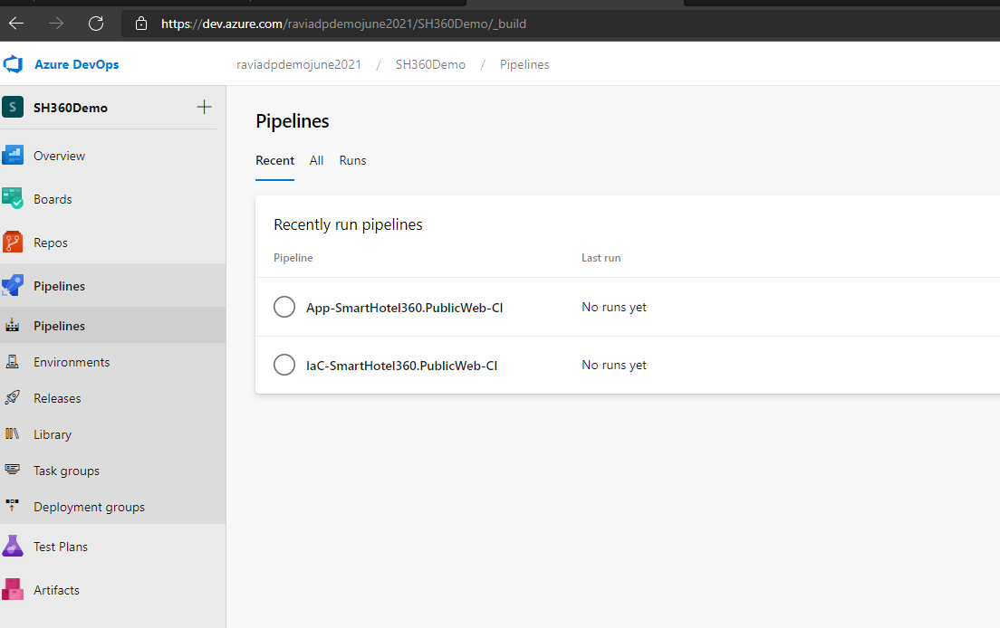 https://dev.azure.com/raviadpdemojune2021/SH360Demo/_build
Azure DevOps
raviadpdemojune2021 / SH360Demo / Pipelines
S SH360Demo
Overview
Boards
Repos
Pipelines
Pipelines
Environments
Releases
Library
Task groups
Deployment groups
Test Plans
Artifacts
Pipelines
Recent All Runs
Recently run pipelines
Pipeline Last run
App-SmartHotel360.PublicWeb-CI No runs yet
IaC-SmartHotel360.PublicWeb-CI No runs yet